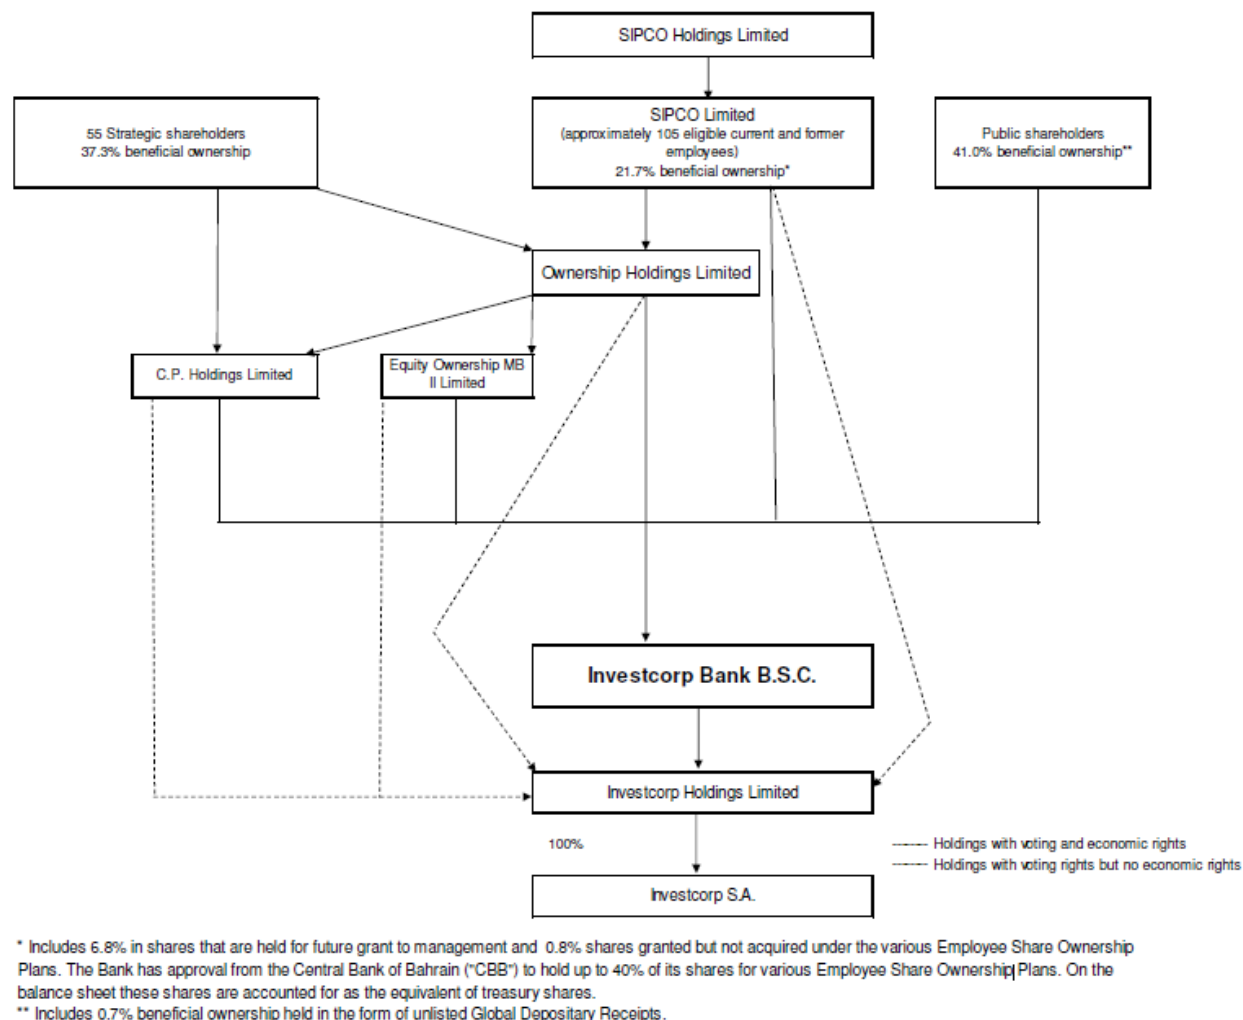 SIPCO Holdings Limited
55 Strategic shareholders
37.3% beneficial ownership
SIPCO Limited
(approximately 105 eligible current and former
employees)
21.7% beneficial ownership*
Public shareholders
41.0% beneficial ownership**
Ownership Holdings Limited
C.P. Holdings Limited
Equity Ownership MB
II Limited
Investcorp Bank B.S.C.
Investcorp Holdings Limited
100%
Holdings with voting and economic rights
Holdings with voting rights but no economic rights
Investcorp S.A.
* Includes 6.8% in shares that are held for future grant to management and 0.8% shares granted but not acquired under the various Employee Share Ownership
Plans. The Bank has approval from the Central Bank of Bahrain ("CBB") to hold up to 40% of its shares for various Employee Share Ownership Plans. On the
balance sheet these shares are accounted for as the equivalent of treasury shares.
** Includes 0.7% beneficial ownership held in the form of unlisted Global Depositary Receipts.